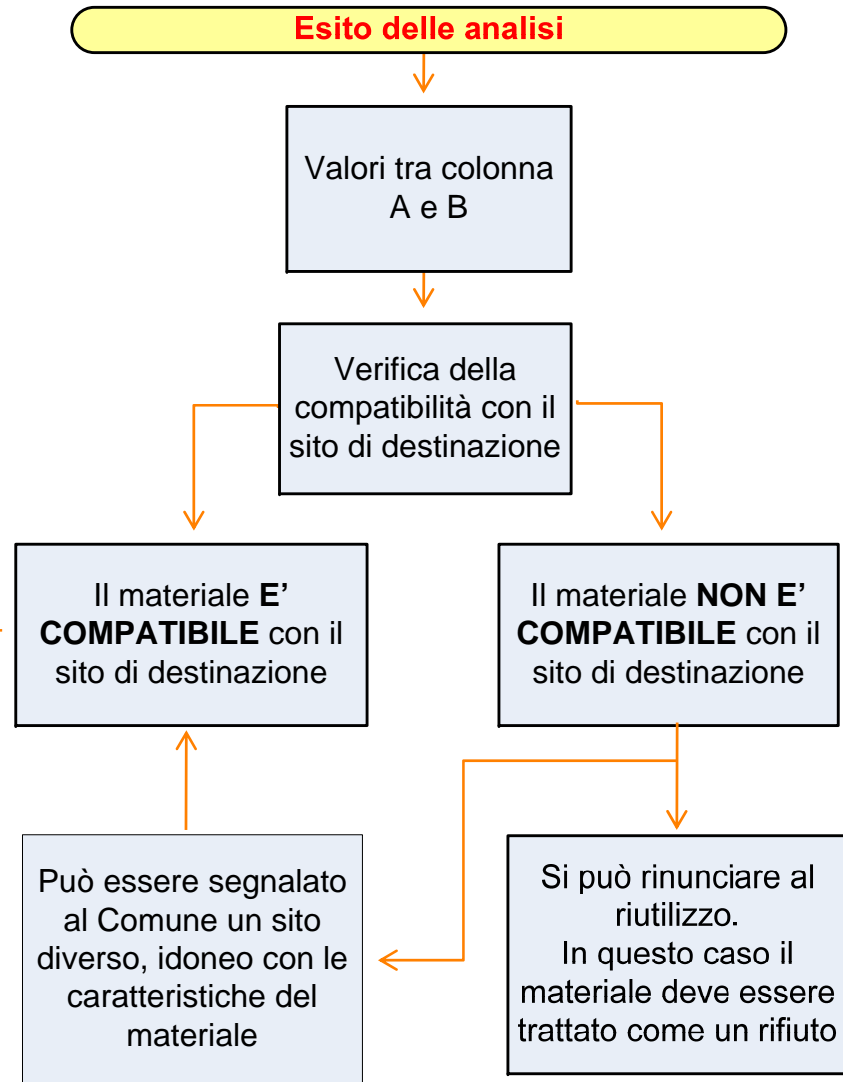 Esito delle analisi
Valori tra colonna
A e B
Verifica della
compatibilità con il
sito di destinazione
Il materiale E’
COMPATIBILE con il
sito di destinazione
Il materiale NON E’
COMPATIBILE con il
sito di destinazione
Può essere segnalato
al Comune un sito
diverso, idoneo con le
caratteristiche del
materiale
Si può rinunciare al
riutilizzo.
In questo caso il
materiale deve essere
trattato come un rifiuto